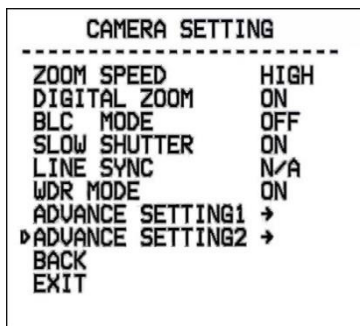 CAMERA SETTING
ZOOM SPEED HIGH
DIGITAL ZOOM ON
BLC MODE OFF
SLOW SHUTTER ON
LINE SYNC N/A
WDR MODE ON
ADVANCE SETTING1 →
ADVANCE SETTING2 →
BACK
EXIT